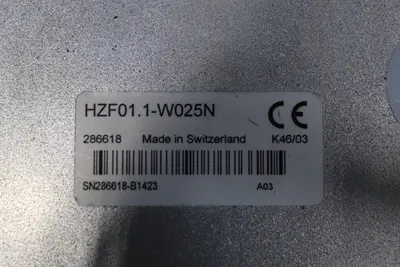 HZF01.1-W025N CE
286618 Made in Switzerland K46/03
SN286618-B1423 A03